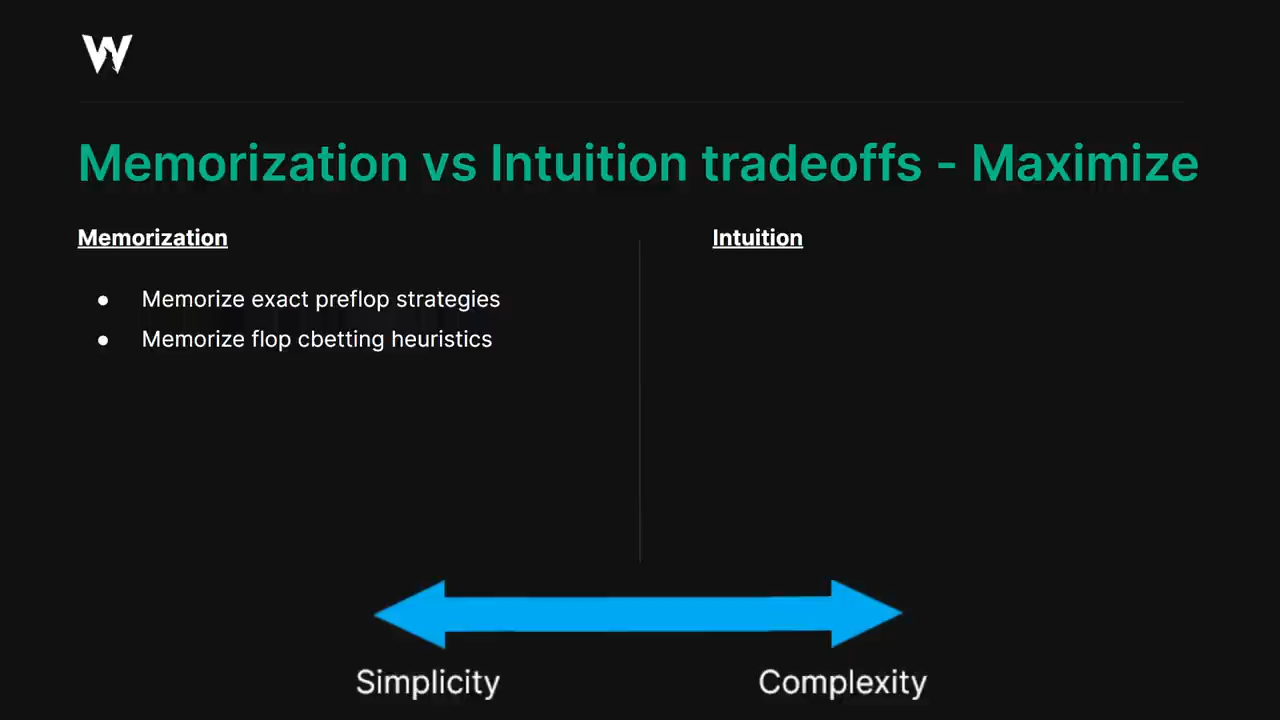 W
Memorization vs Intuition tradeoffs - Maximize
Memorization
● Memorize exact preflop strategies
● Memorize flop cbetting heuristics
Intuition
Simplicity
Complexity